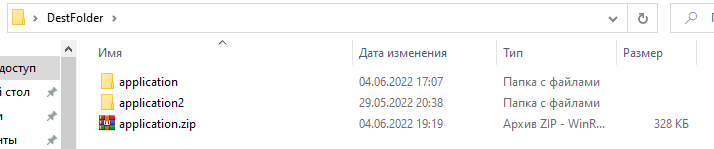 DestFolder
Имя Дата изменения Тип Размер
доступ
й стол application 04.06.2022 17:07 Папка с файлами
и application2 29.05.2022 20:38 Папка с файлами
нты application.zip 04.06.2022 19:19 Архив ZIP - WinR... 328 КБ